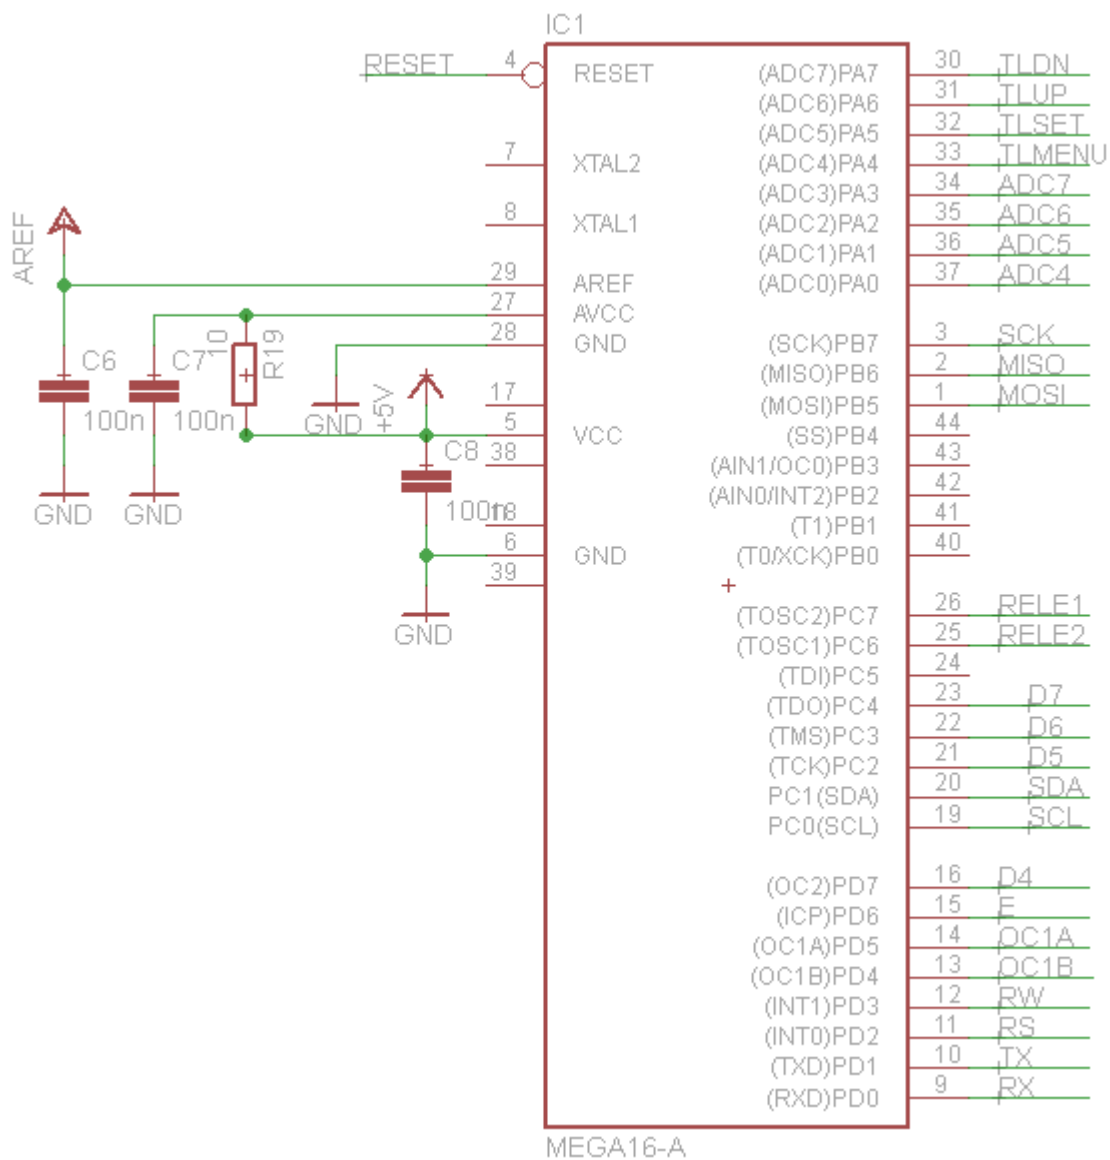 IC1
RESET 4 RESET (ADC7)PA7 30 TLDN
(ADC6)PA6 31 TLUP
(ADC5)PA5 32 TLSET
7 XTAL2 (ADC4)PA4 33 TLMENU
(ADC3)PA3 34 ADC7
8 XTAL1 (ADC2)PA2 35 ADC6
AREF
(ADC1)PA1 36 ADC5
29 AREF (ADC0)PA0 37 ADC4
27 AVCC
28 GND (SCK)PB7 3 SCK
C6 C7 10 R19 (MISO)PB6 2 MISO
100n 100n GND +5V 17 (MOSI)PB5 1 MOSI
5 VCC (SS)PB4 44
C8 38 (AIN1/OC0)PB3 43
(AIN0/INT2)PB2 42
GND GND 100n 18 (T1)PB1 41
6 GND (T0/XCK)PB0 40
39
GND (TOSC2)PC7 26 RELE1
(TOSC1)PC6 25 RELE2
(TDI)PC5 24
(TDO)PC4 23 D7
(TMS)PC3 22 D6
(TCK)PC2 21 D5
PC1(SDA) 20 SDA
PC0(SCL) 19 SCL
(OC2)PD7 16 D4
(ICP)PD6 15 E
(OC1A)PD5 14 OC1A
(OC1B)PD4 13 OC1B
(INT1)PD3 12 RW
(INT0)PD2 11 RS
(TXD)PD1 10 TX
(RXD)PD0 9 RX
MEGA16-A